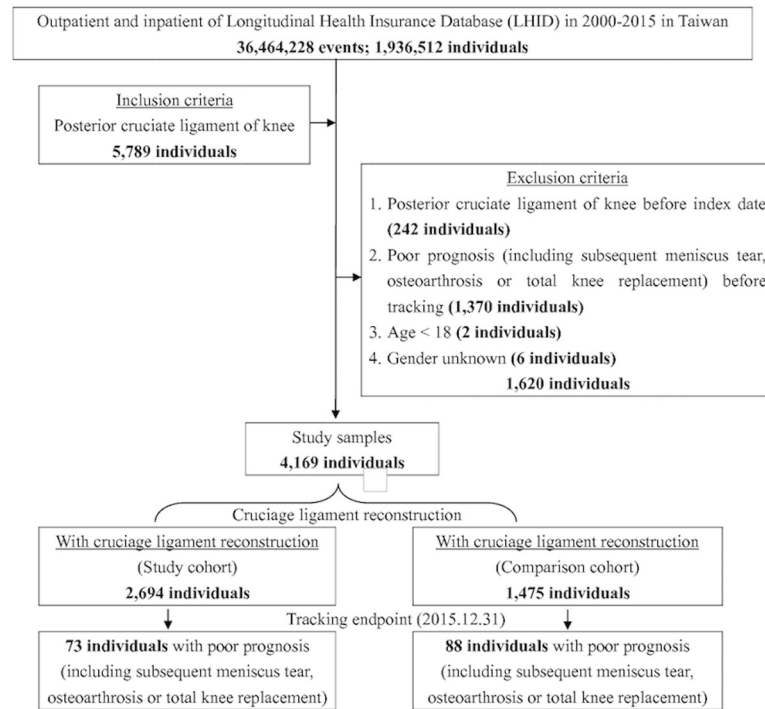 Outpatient and inpatient of Longitudinal Health Insurance Database (LHID) in 2000-2015 in Taiwan
36,464,228 events; 1,936,512 individuals
Inclusion criteria
Posterior cruciate ligament of knee
5,789 individuals
Exclusion criteria
1. Posterior cruciate ligament of knee before index date
(242 individuals)
2. Poor prognosis (including subsequent meniscus tear,
osteoarthrosis or total knee replacement) before
tracking (1,370 individuals)
3. Age < 18 (2 individuals)
4. Gender unknown (6 individuals)
1,620 individuals
Study samples
4,169 individuals
Cruciage ligament reconstruction
With cruciage ligament reconstruction
(Study cohort)
2,694 individuals
With cruciage ligament reconstruction
(Comparison cohort)
1,475 individuals
Tracking endpoint (2015.12.31)
73 individuals with poor prognosis
(including subsequent meniscus tear,
osteoarthrosis or total knee replacement)
88 individuals with poor prognosis
(including subsequent meniscus tear,
osteoarthrosis or total knee replacement)